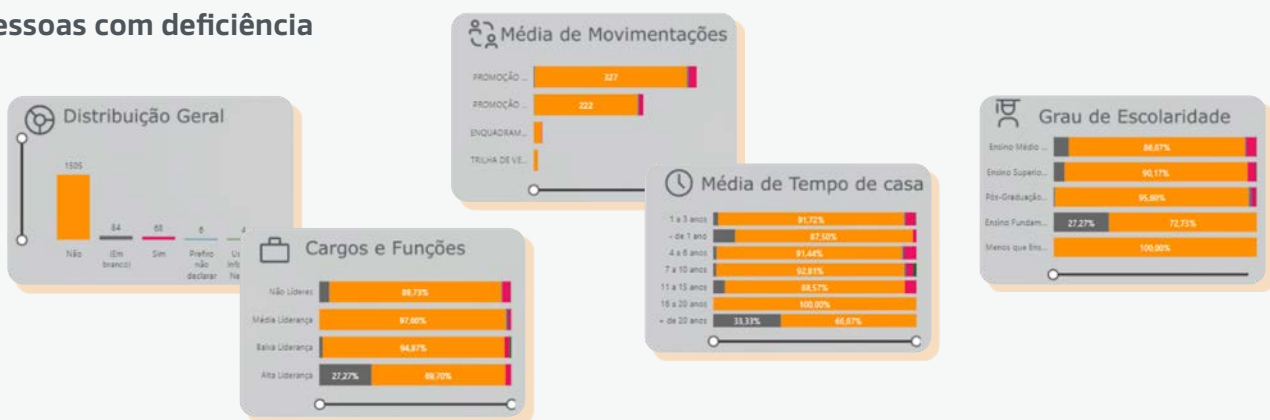 essoas com deficiência
Distribuição Geral
1505
84
68
6
4
Não
(Em branco)
Sim
Prefiro não declarar
Média de Movimentações
PROMOÇÃO ...
327
PROMOÇÃO ...
222
ENQUADRAM...
TRILHA DE VE...
Cargos e Funções
Não Líderes
89,73%
Média Liderança
97,60%
Baixa Liderança
94,87%
Alta Liderança
27,27%
69,70%
Média de Tempo de casa
1 a 3 anos
91,72%
- de 1 ano
87,50%
4 a 6 anos
91,44%
7 a 10 anos
92,81%
11 a 15 anos
88,57%
16 a 20 anos
100,00%
+ de 20 anos
33,33%
66,67%
Grau de Escolaridade
Ensino Médio ...
86,67%
Ensino Superio...
90,17%
Pós-Graduação...
95,80%
Ensino Fundam...
27,27%
72,73%
Menos que Ens...
100,00%